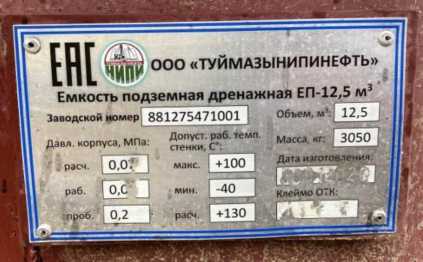 ЕАС НИПИ ООО «ТУЙМАЗЫНИПИНЕФТЬ»
Емкость подземная дренажная ЕП-12,5 м³
Заводской номер 881275471001 Объем, м³: 12,5
Давл. корпуса, МПа: Допуст. раб. темп. стенки, С°: Масса, кг: 3050
расч. макс. +100 Дата изготовления:
раб. мин. -40 Клеймо ОТК:
проб. 0,2 расч. +130